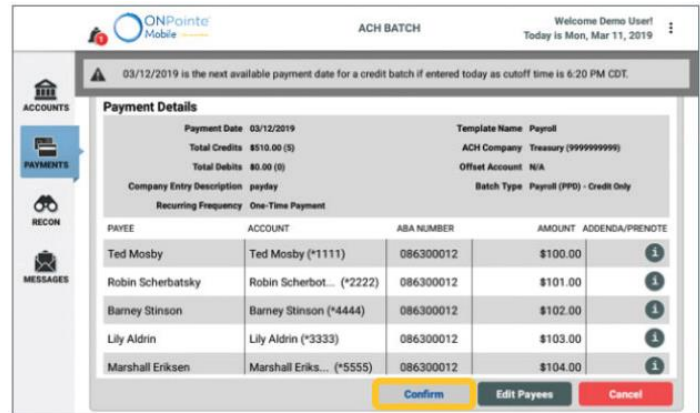 ONPointe
Mobile
ACH BATCH
Welcome Demo User!
Today is Mon, Mar 11, 2019
1
03/12/2019 is the next available payment date for a credit batch if entered today as cutoff time is 6:20 PM CDT.
ACCOUNTS
PAYMENTS
RECON
MESSAGES
Payment Details
Payment Date 03/12/2019 Template Name Payroll
Total Credits $510.00 (5) ACH Company Treasury (9999999999)
Total Debits $0.00 (0) Offset Account N/A
Company Entry Description payday Batch Type Payroll (PPD) - Credit Only
Recurring Frequency One-Time Payment
PAYEE ACCOUNT ABA NUMBER AMOUNT ADDENDA/PRENOTE
Ted Mosby Ted Mosby (*1111) 086300012 $100.00 i
Robin Scherbatsky Robin Scherbot... (*2222) 086300012 $101.00 i
Barney Stinson Barney Stinson (*4444) 086300012 $102.00 i
Lily Aldrin Lily Aldrin (*3333) 086300012 $103.00 i
Marshall Eriksen Marshall Eriks... (*5555) 086300012 $104.00 i
Confirm Edit Payees Cancel